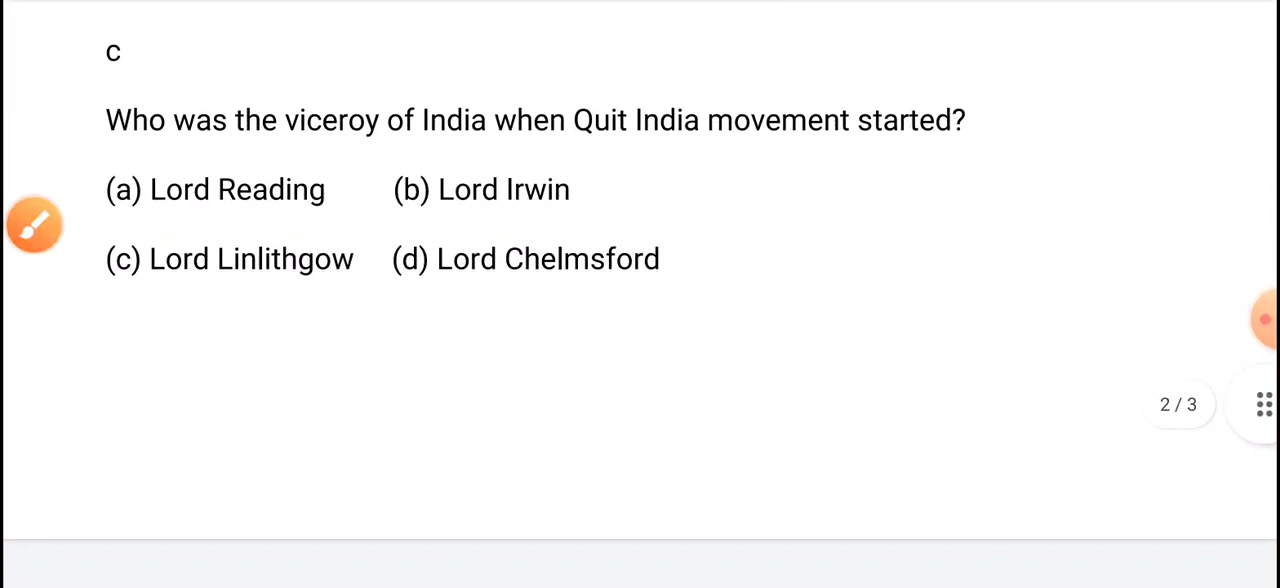 c
Who was the viceroy of India when Quit India movement started?
(a) Lord Reading (b) Lord Irwin
(c) Lord Linlithgow (d) Lord Chelmsford
2 / 3